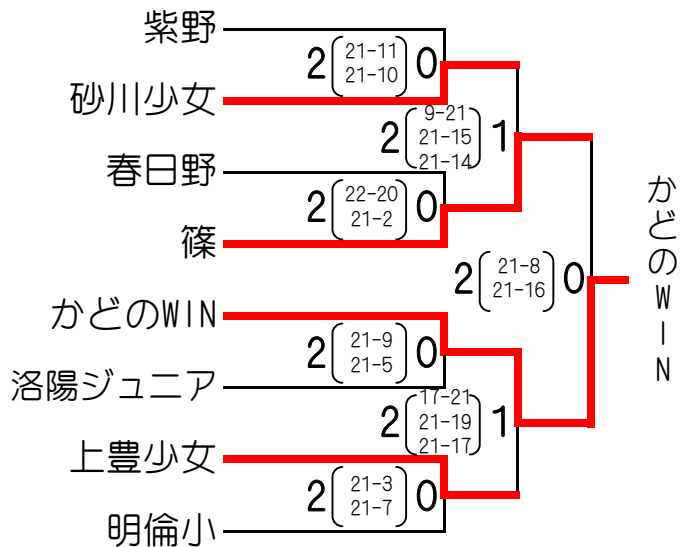 紫野
2 21-11 0
21-10
砂川少女
9-21
2 21-15 1
21-14
春日野
2 22-20 0
21-2
篠
2 21-8 0
21-16
かどのWIN
かどのWIN
2 21-9 0
21-5
洛陽ジュニア
17-21
2 21-19 1
21-17
上豊少女
2 21-3 0
21-7
明倫小